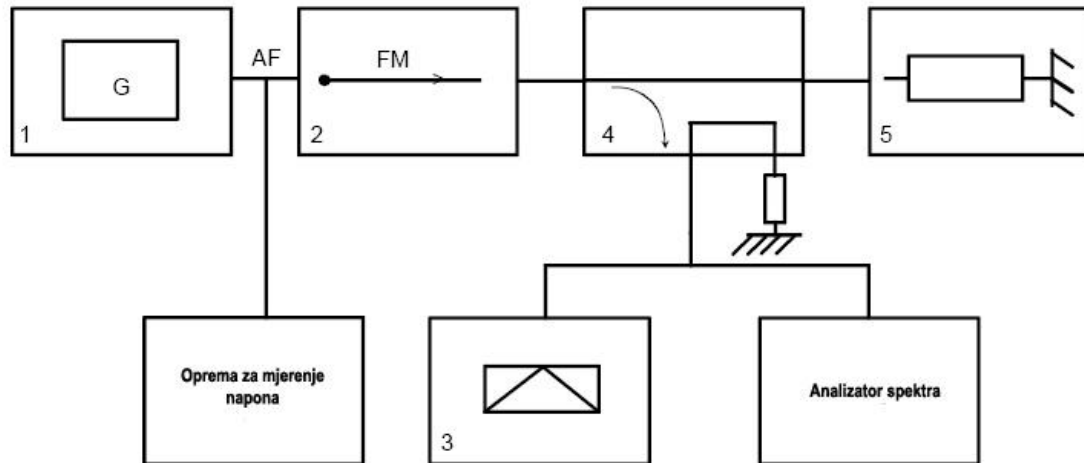 AF
FM
G
1
2
4
5
Oprema za mjerenje
napona
Analizator spektra
3